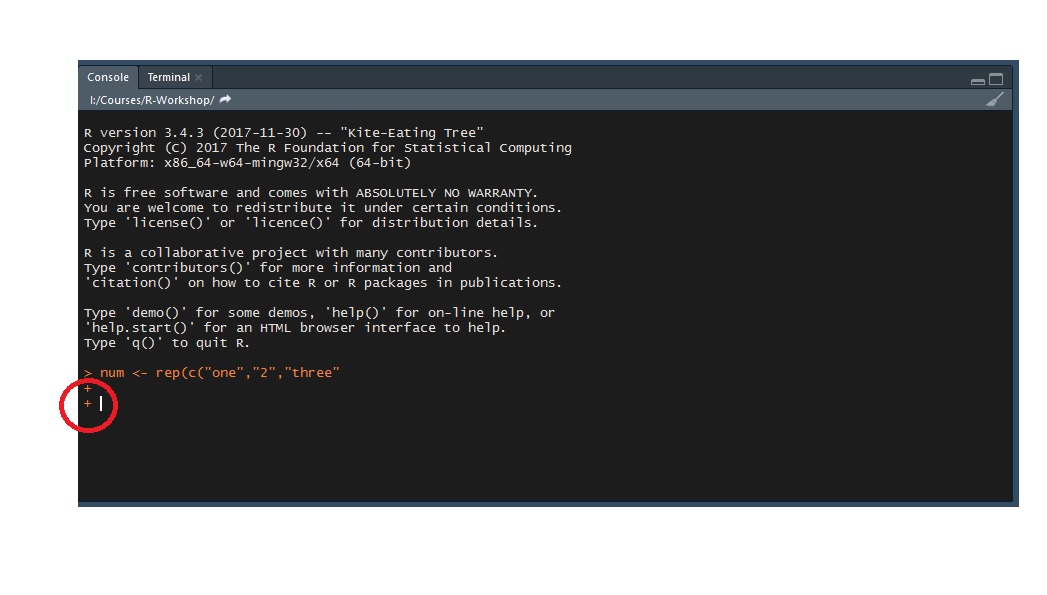 Console Terminal
I:/Courses/R-Workshop/
R version 3.4.3 (2017-11-30) -- "Kite-Eating Tree"
Copyright (C) 2017 The R Foundation for Statistical Computing
Platform: x86_64-w64-mingw32/x64 (64-bit)
R is free software and comes with ABSOLUTELY NO WARRANTY.
You are welcome to redistribute it under certain conditions.
Type 'license()' or 'licence()' for distribution details.
R is a collaborative project with many contributors.
Type 'contributors()' for more information and
'citation()' on how to cite R or R packages in publications.
Type 'demo()' for some demos, 'help()' for on-line help, or
'help.start()' for an HTML browser interface to help.
Type 'q()' to quit R.
> num <- rep(c("one","2","three"
+
+